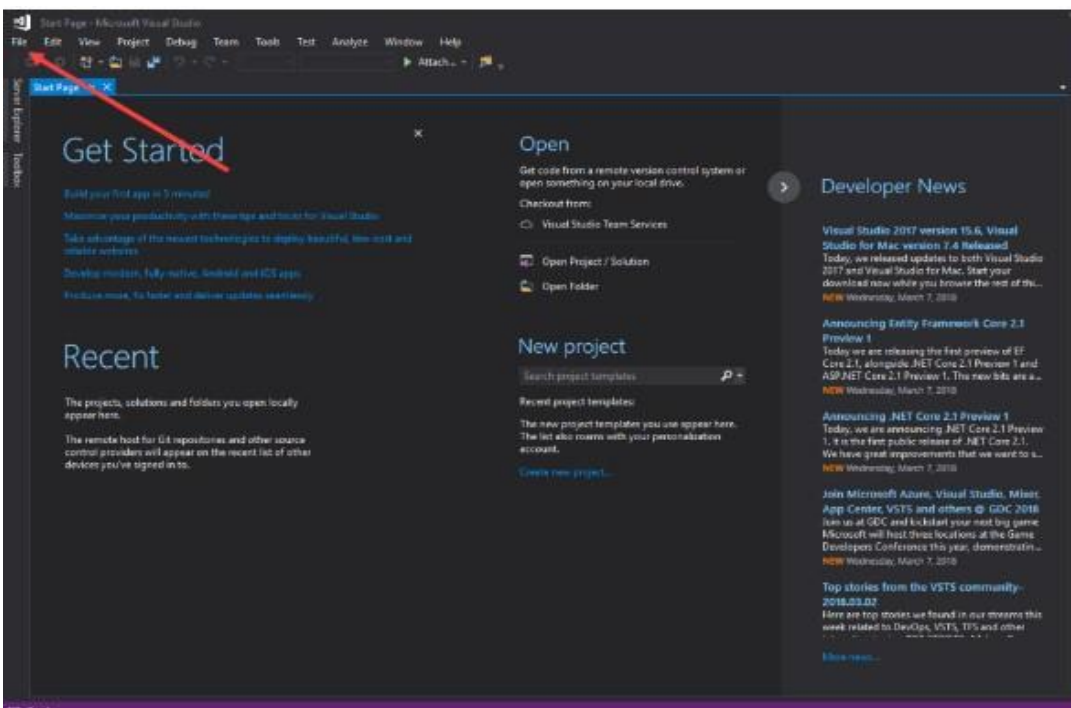 Start Page - Microsoft Visual Studio
File Edit View Project Debug Team Tools Test Analyze Window Help
Attach...
Server Explorer
Toolbox
Start Page
Get Started
Build your first app in 5 minutes!
Maximize your productivity with these tips and tricks for Visual Studio
Take advantage of the newest technologies to deploy beautiful, low-cost and
reliable websites
Develop modern, fully-native, Android and iOS apps
Produce more, fix faster and deliver updates seamlessly
Recent
The projects, solutions and folders you open locally
appear here.
The remote host for Git repositories and other source
control providers will appear on the recent list of other
devices you've signed in to.
Open
Get code from a remote version control system or
open something on your local drive.
Checkout from:
Visual Studio Team Services
Open Project / Solution
Open Folder
New project
Search project templates
Recent project templates:
The new project templates you use appear here.
The list also roams with your personalization
account.
Create new project...
Developer News
Visual Studio 2017 version 15.6, Visual
Studio for Mac version 7.4 Released
Today, we released updates to both Visual Studio
2017 and Visual Studio for Mac. Start your
download now while you browse the rest of thi...
NEW Wednesday, March 7, 2018
Announcing Entity Framework Core 2.1
Preview 1
Today we are releasing the first preview of EF
Core 2.1, alongside .NET Core 2.1 Preview 1 and
ASP.NET Core 2.1 Preview 1. The new bits are a...
NEW Wednesday, March 7, 2018
Announcing .NET Core 2.1 Preview 1
Today, we are announcing .NET Core 2.1 Preview
1. It is the first public release of .NET Core 2.1.
We have great improvements that we want to s...
NEW Wednesday, March 7, 2018
Join Microsoft Azure, Visual Studio, Mixer,
App Center, VSTS and others @ GDC 2018
Join us at GDC and kickstart your next big game
Microsoft will host three locations at the Game
Developers Conference this year, demonstratin...
NEW Wednesday, March 7, 2018
Top stories from the VSTS community-
2018.03.02
Here are top stories we found in our streams this
week related to DevOps, VSTS, TFS and other
More news...